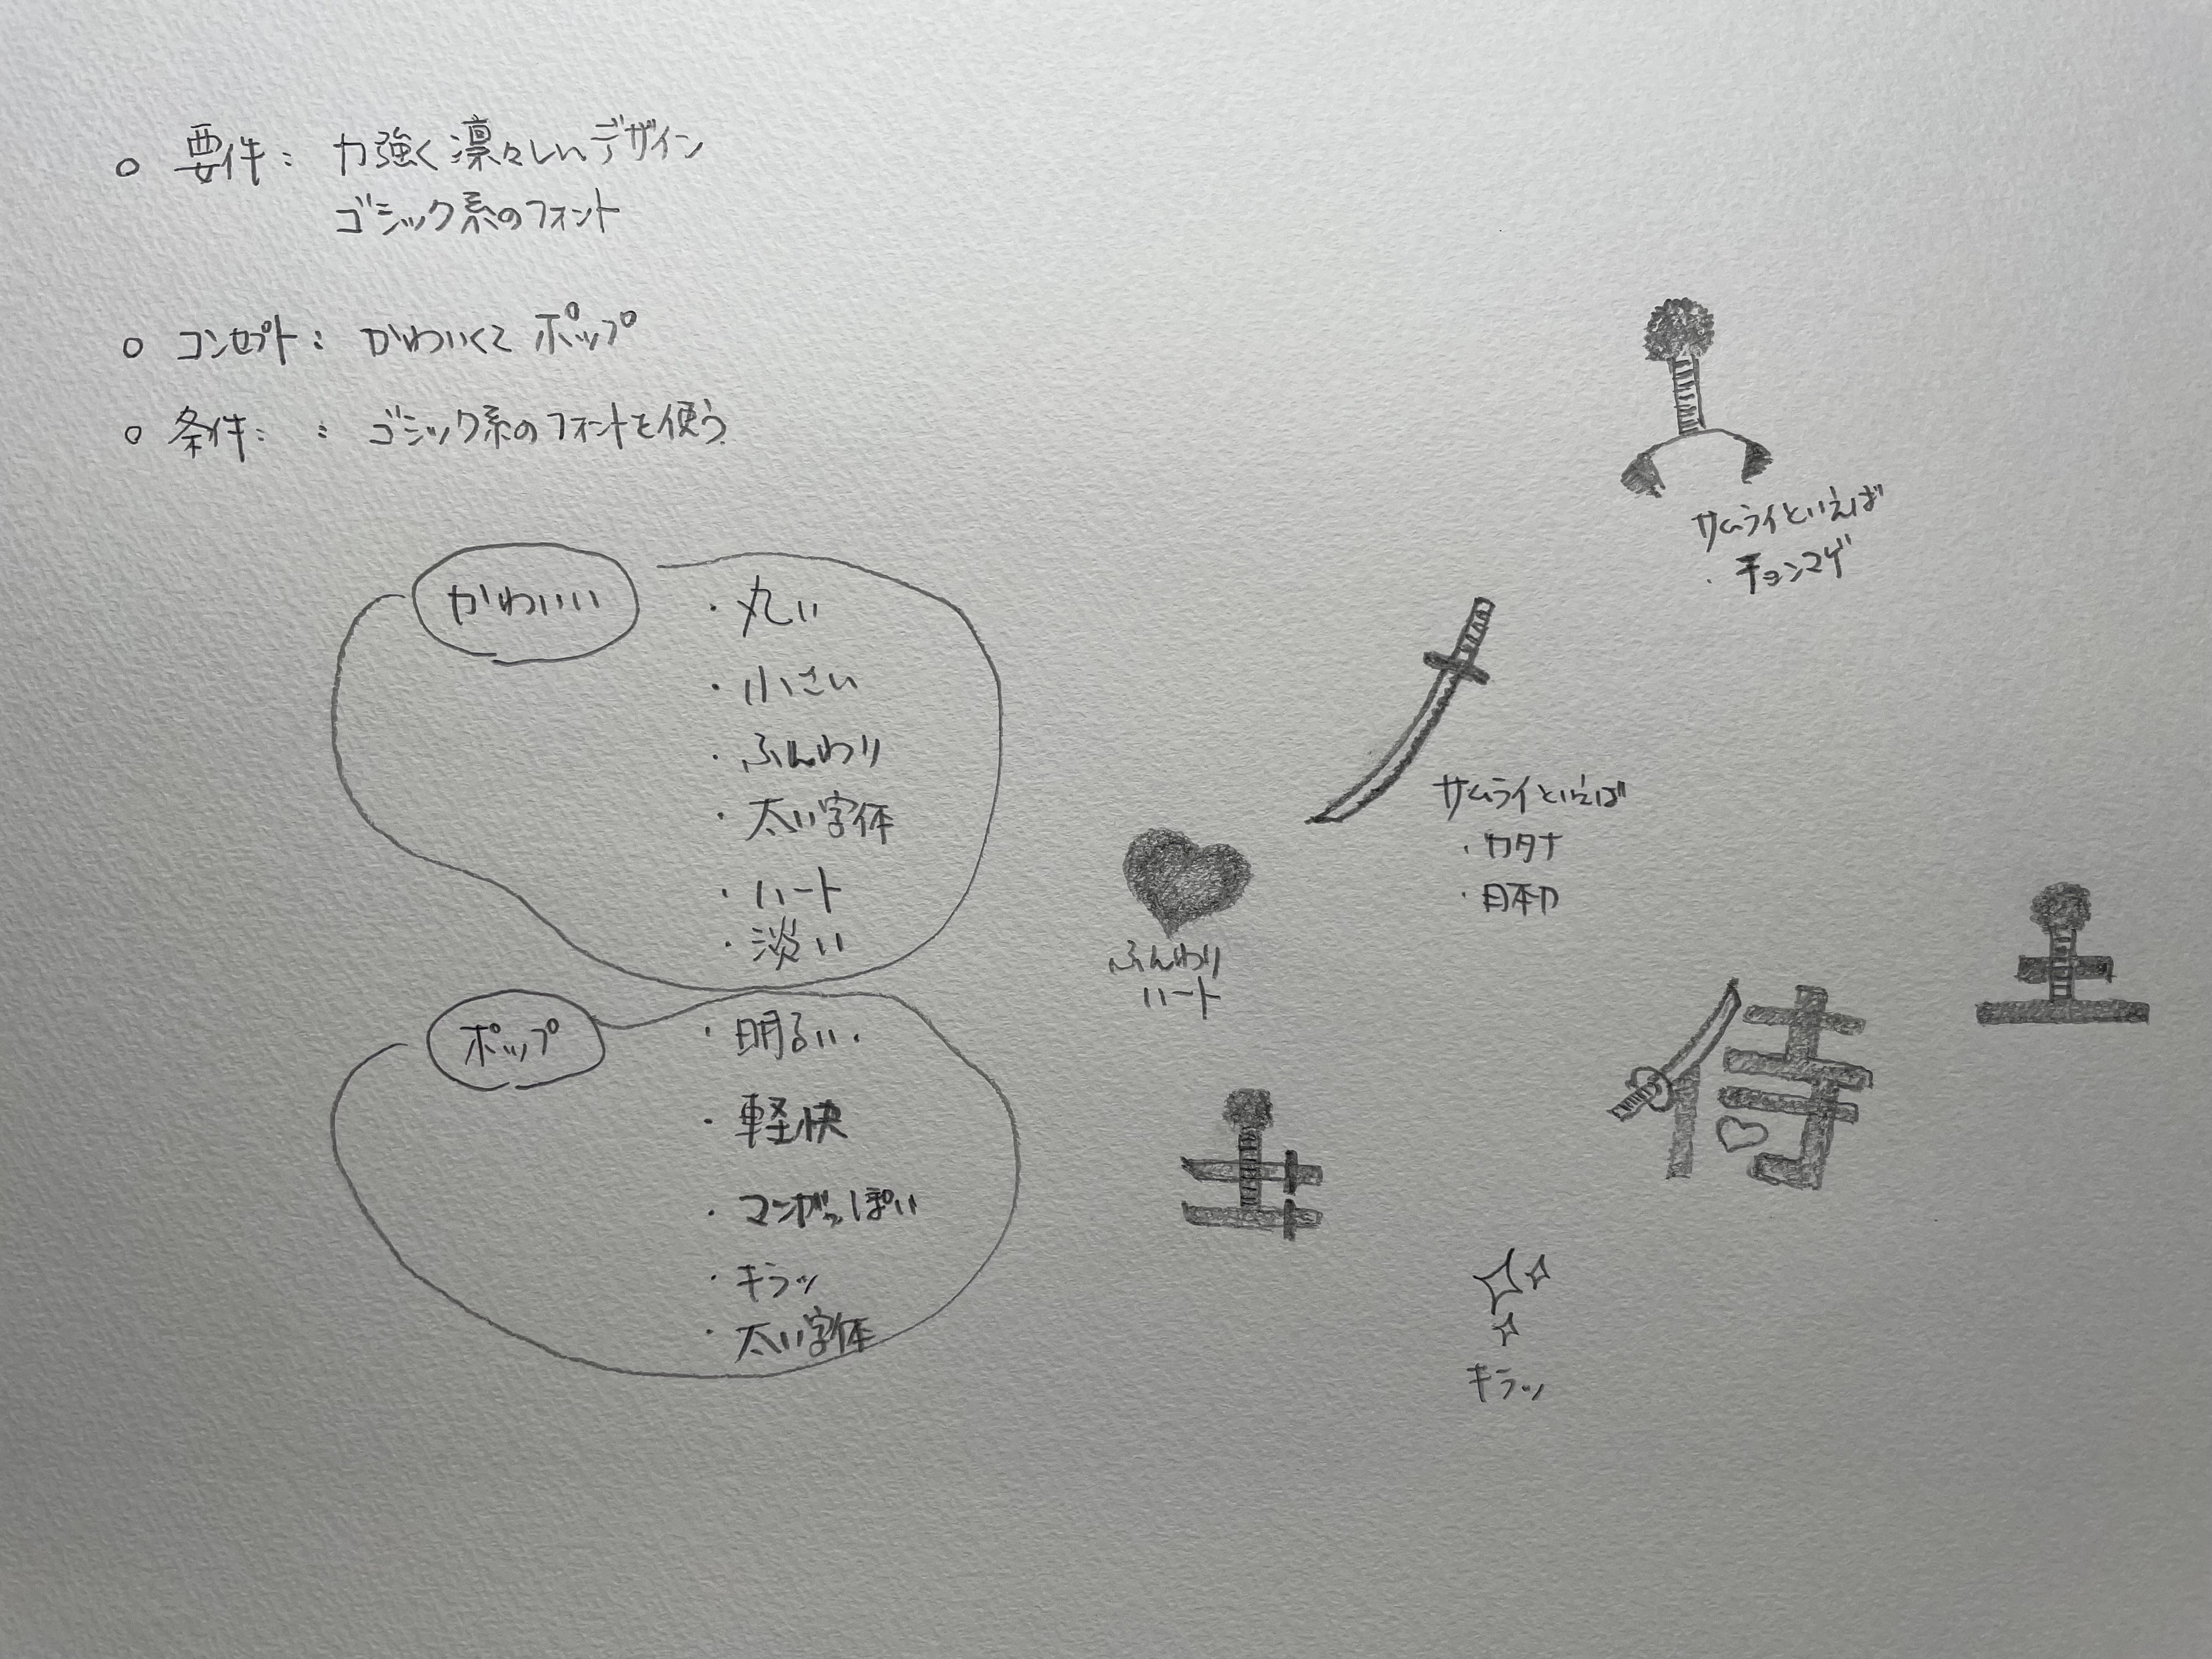 ○ 要件： 力強く凛々しいデザイン
ゴシック系のフォント
○ コンセプト： かわいくて ポップ
○ 条件： ： ゴシック系のフォントを使う
かわいい
・丸い
・小さい
・ふんわり
・太い字体
・ハート
・淡い
ポップ
・明るい.
・軽快
・マンガっぽい
・キラッ
・太い字体
サムライといえば
・チョンマゲ
サムライといえば
・カタナ
・日本刀
ふんわり
ハート
侍
士
士
キラッ